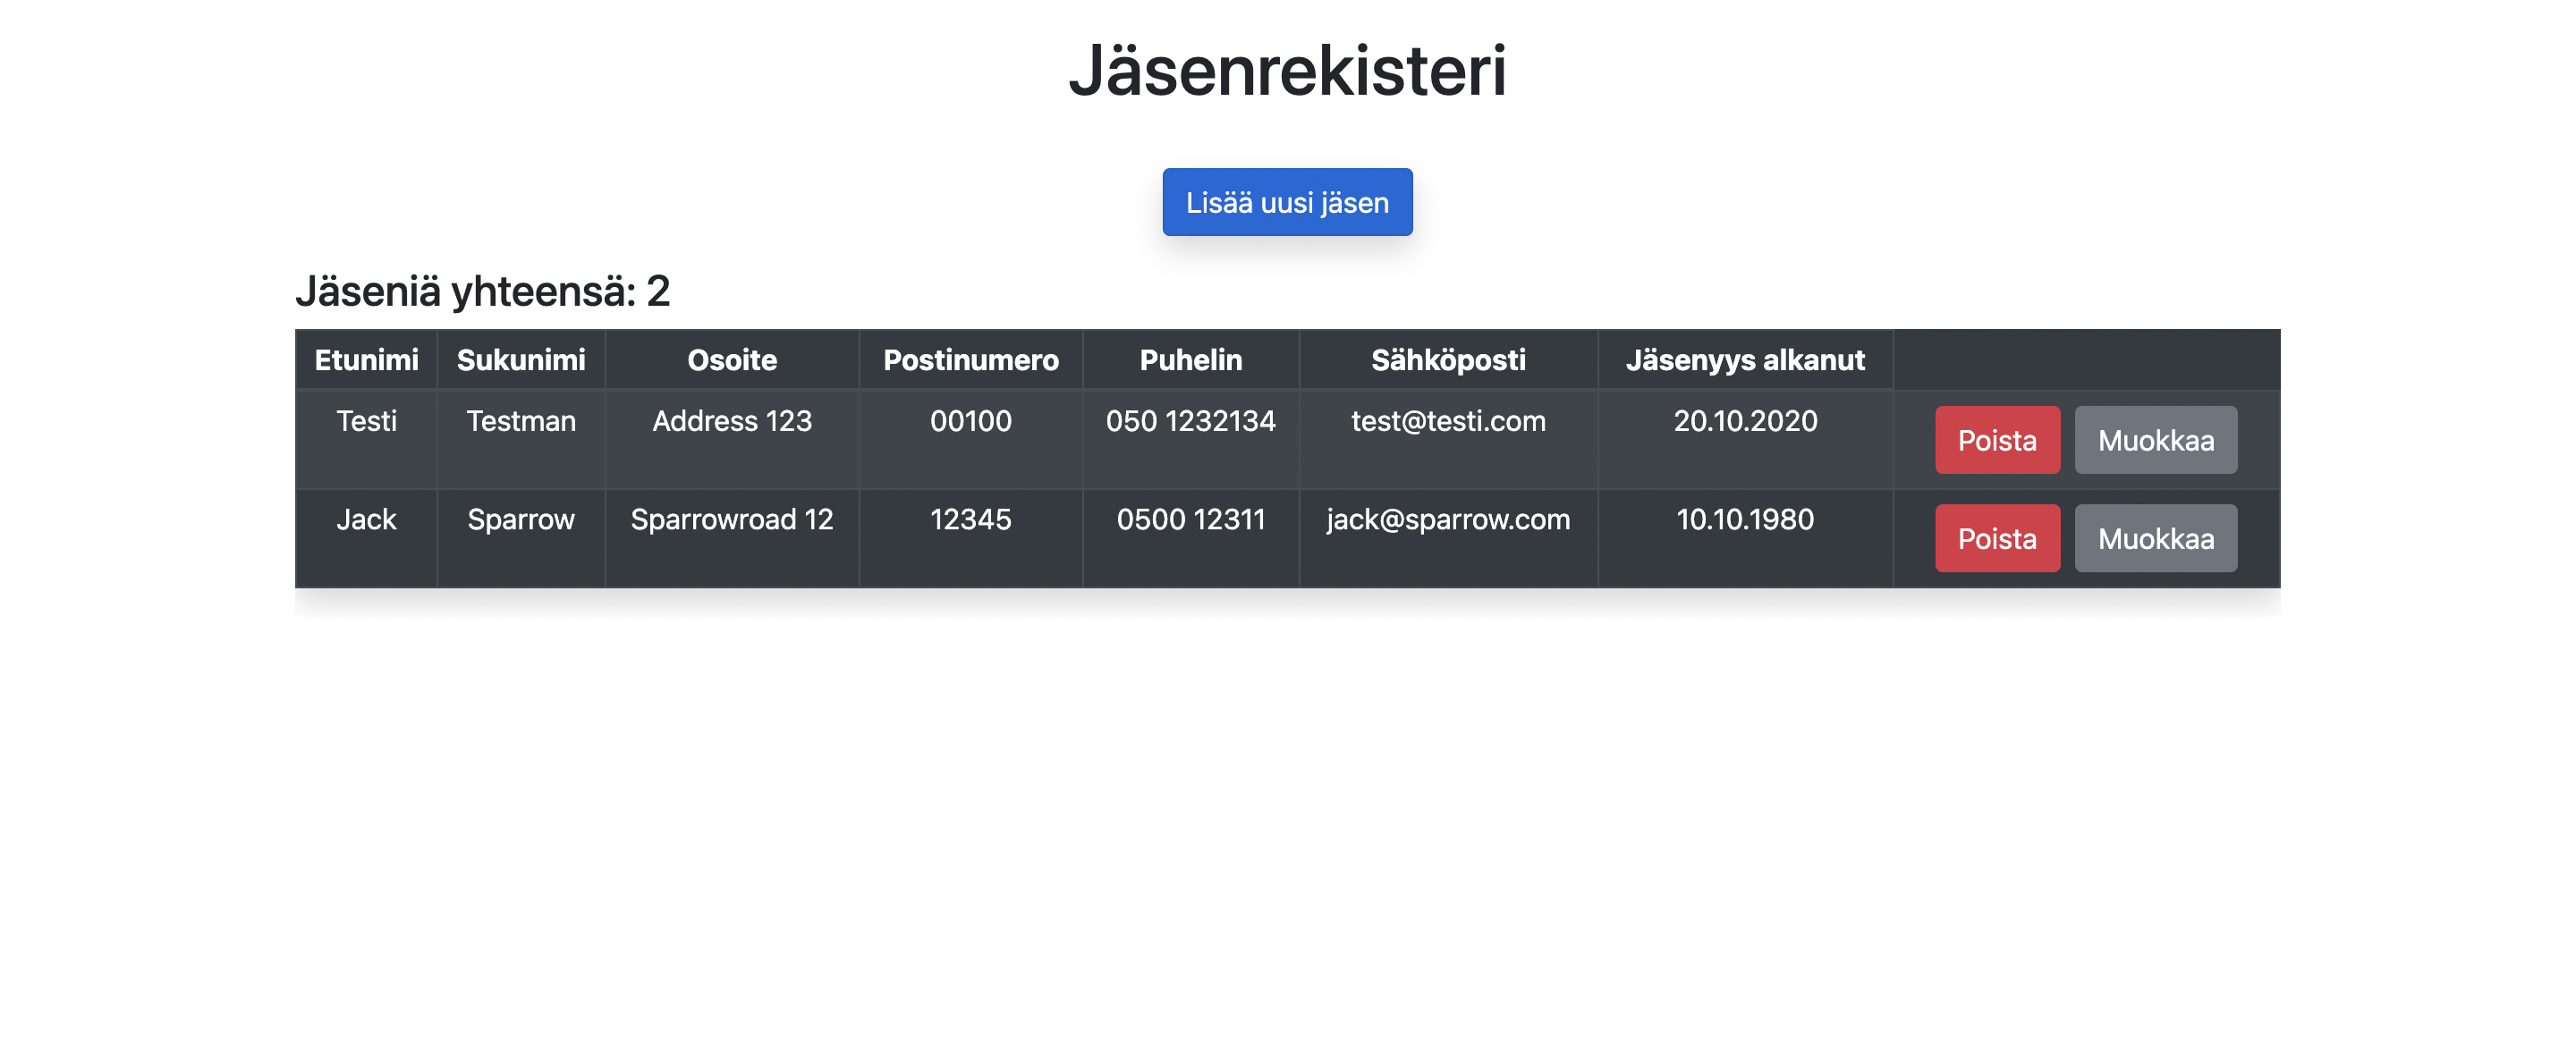 Jäsenrekisteri
Lisää uusi jäsen
Jäseniä yhteensä: 2
Etunimi Sukunimi Osoite Postinumero Puhelin Sähköposti Jäsenyys alkanut
Testi Testman Address 123 00100 050 1232134 test@testi.com 20.10.2020 Poista Muokkaa
Jack Sparrow Sparrowroad 12 12345 0500 12311 jack@sparrow.com 10.10.1980 Poista Muokkaa